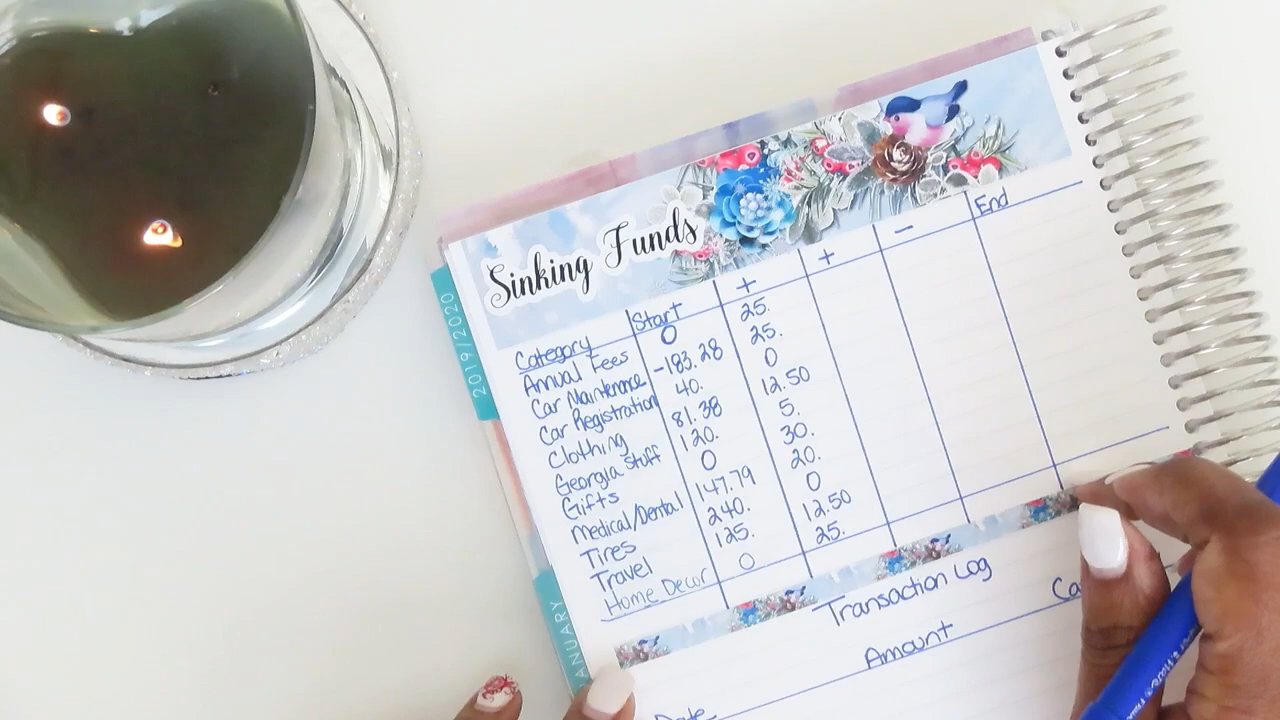 Sinking Funds
Category Start + + - End
Annual Fees 0 25.
Car Maintenance -183.28 25.
Car Registration 40. 0
Clothing 81.38 12.50
Georgia Stuff 120. 5.
Gifts 0 30.
Medical/Dental 147.79 20.
Tires 240. 0
Travel 125. 12.50
Home Decor 0 25.
Transaction Log
Date Amount
2019/2020
JANUARY